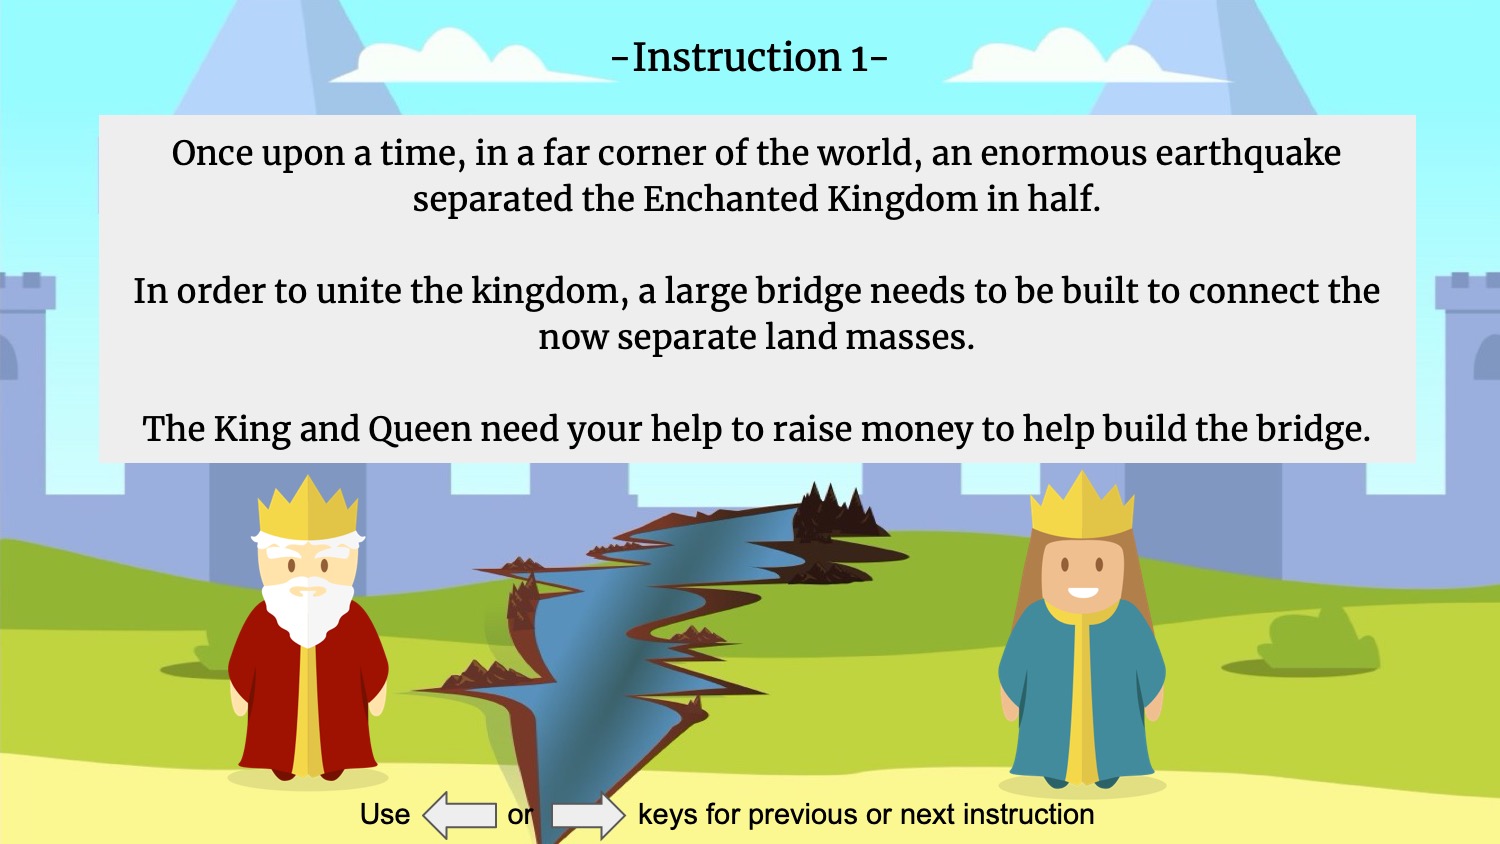 -Instruction 1-
Once upon a time, in a far corner of the world, an enormous earthquake
separated the Enchanted Kingdom in half.
In order to unite the kingdom, a large bridge needs to be built to connect the
now separate land masses.
The King and Queen need your help to raise money to help build the bridge.
Use or keys for previous or next instruction